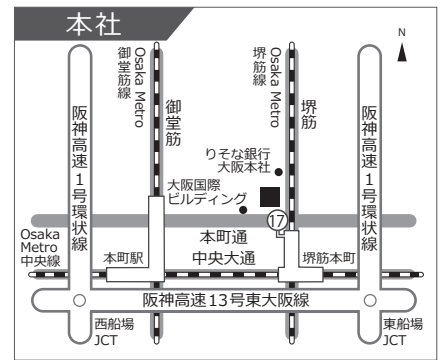 本社
N
Osaka Metro
御堂筋線
御堂筋
Osaka Metro
堺筋線
堺筋
阪神高速1号環状線
阪神高速1号環状線
りそな銀行
大阪本社
大阪国際
ビルディング
17
本町通
Osaka
Metro
中央線
本町駅
中央大通
堺筋本町
阪神高速13号東大阪線
西船場
JCT
東船場
JCT